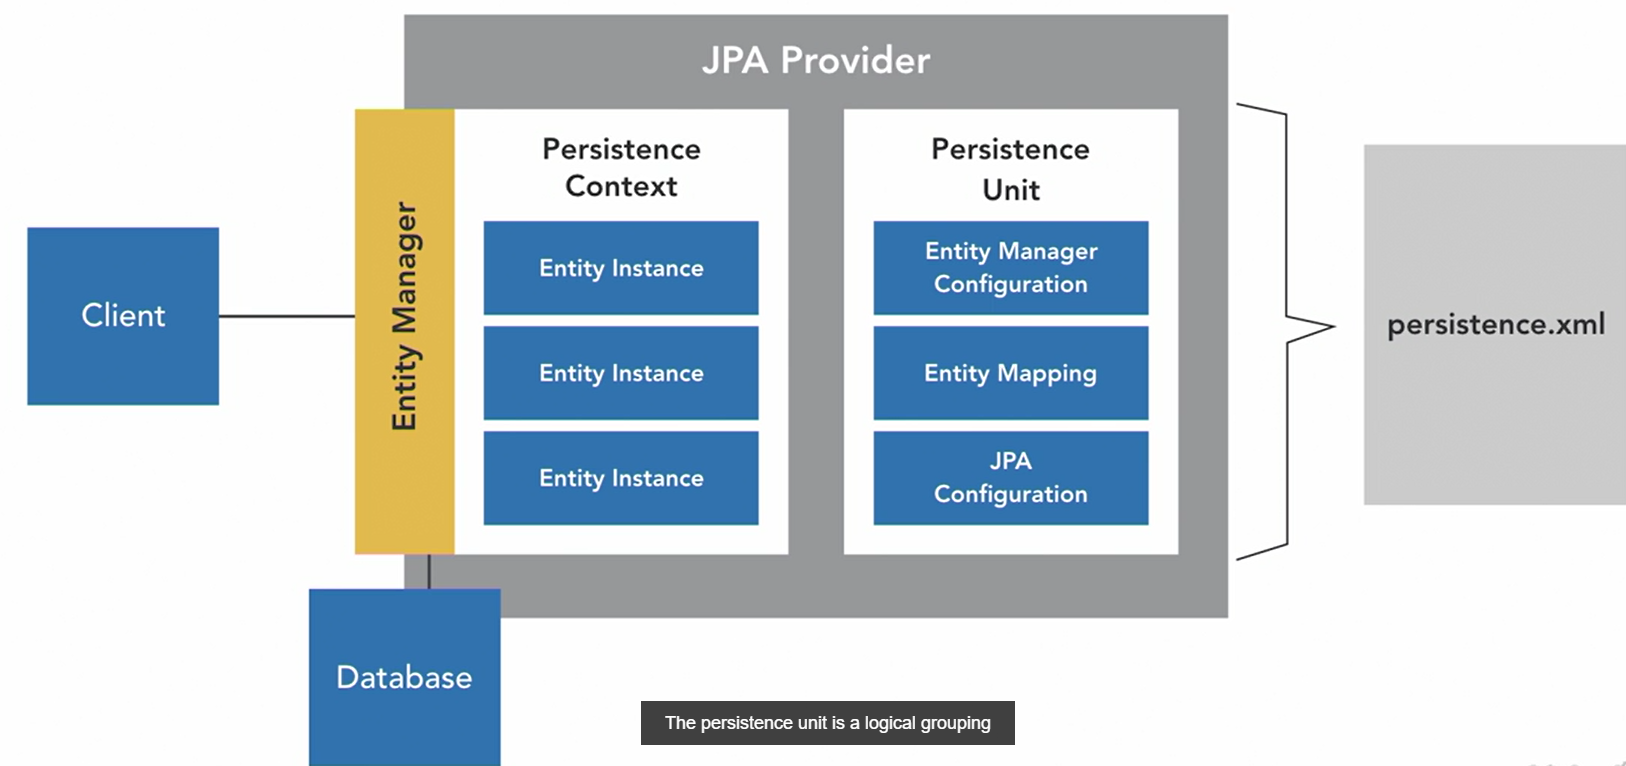 JPA Provider
Entity Manager
Persistence
Context
Entity Instance
Entity Instance
Entity Instance
Persistence
Unit
Entity Manager
Configuration
Entity Mapping
JPA
Configuration
Client
persistence.xml
Database
The persistence unit is a logical grouping